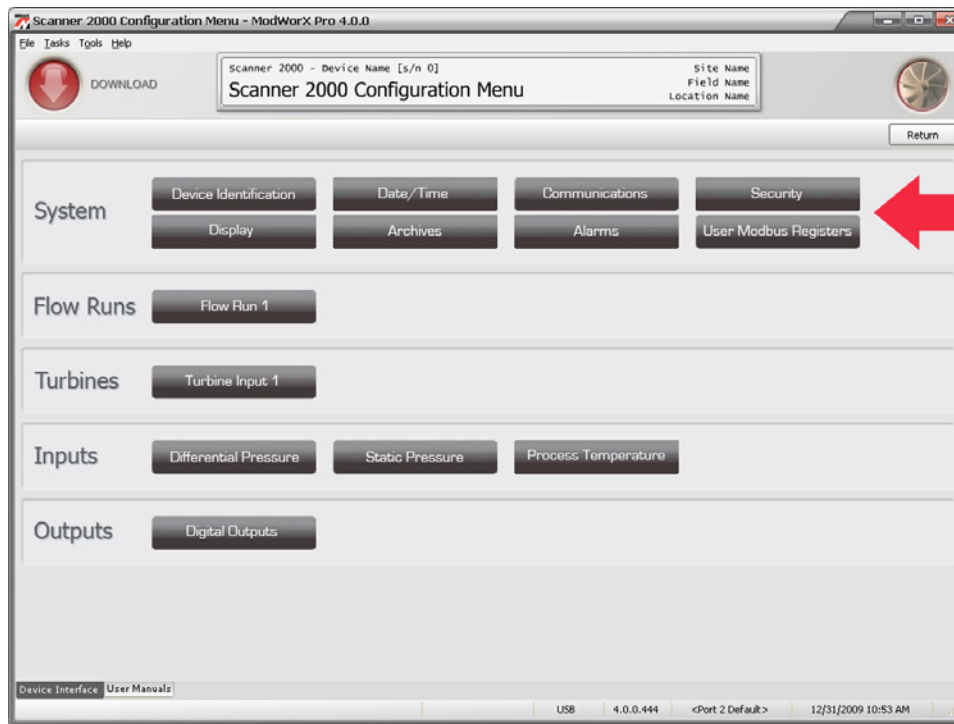 Scanner 2000 Configuration Menu - ModWorX Pro 4.0.0
File Tasks Tools Help
DOWNLOAD
Scanner 2000 - Device Name [s/n 0]
Scanner 2000 Configuration Menu
Site Name
Field Name
Location Name
Return
System
Device Identification Date/Time Communications Security
Display Archives Alarms User Modbus Registers
Flow Runs
Flow Run 1
Turbines
Turbine Input 1
Inputs
Differential Pressure Static Pressure Process Temperature
Outputs
Digital Outputs
Device Interface User Manuals
USB 4.0.0.444 <Port 2 Default> 12/31/2009 10:53 AM